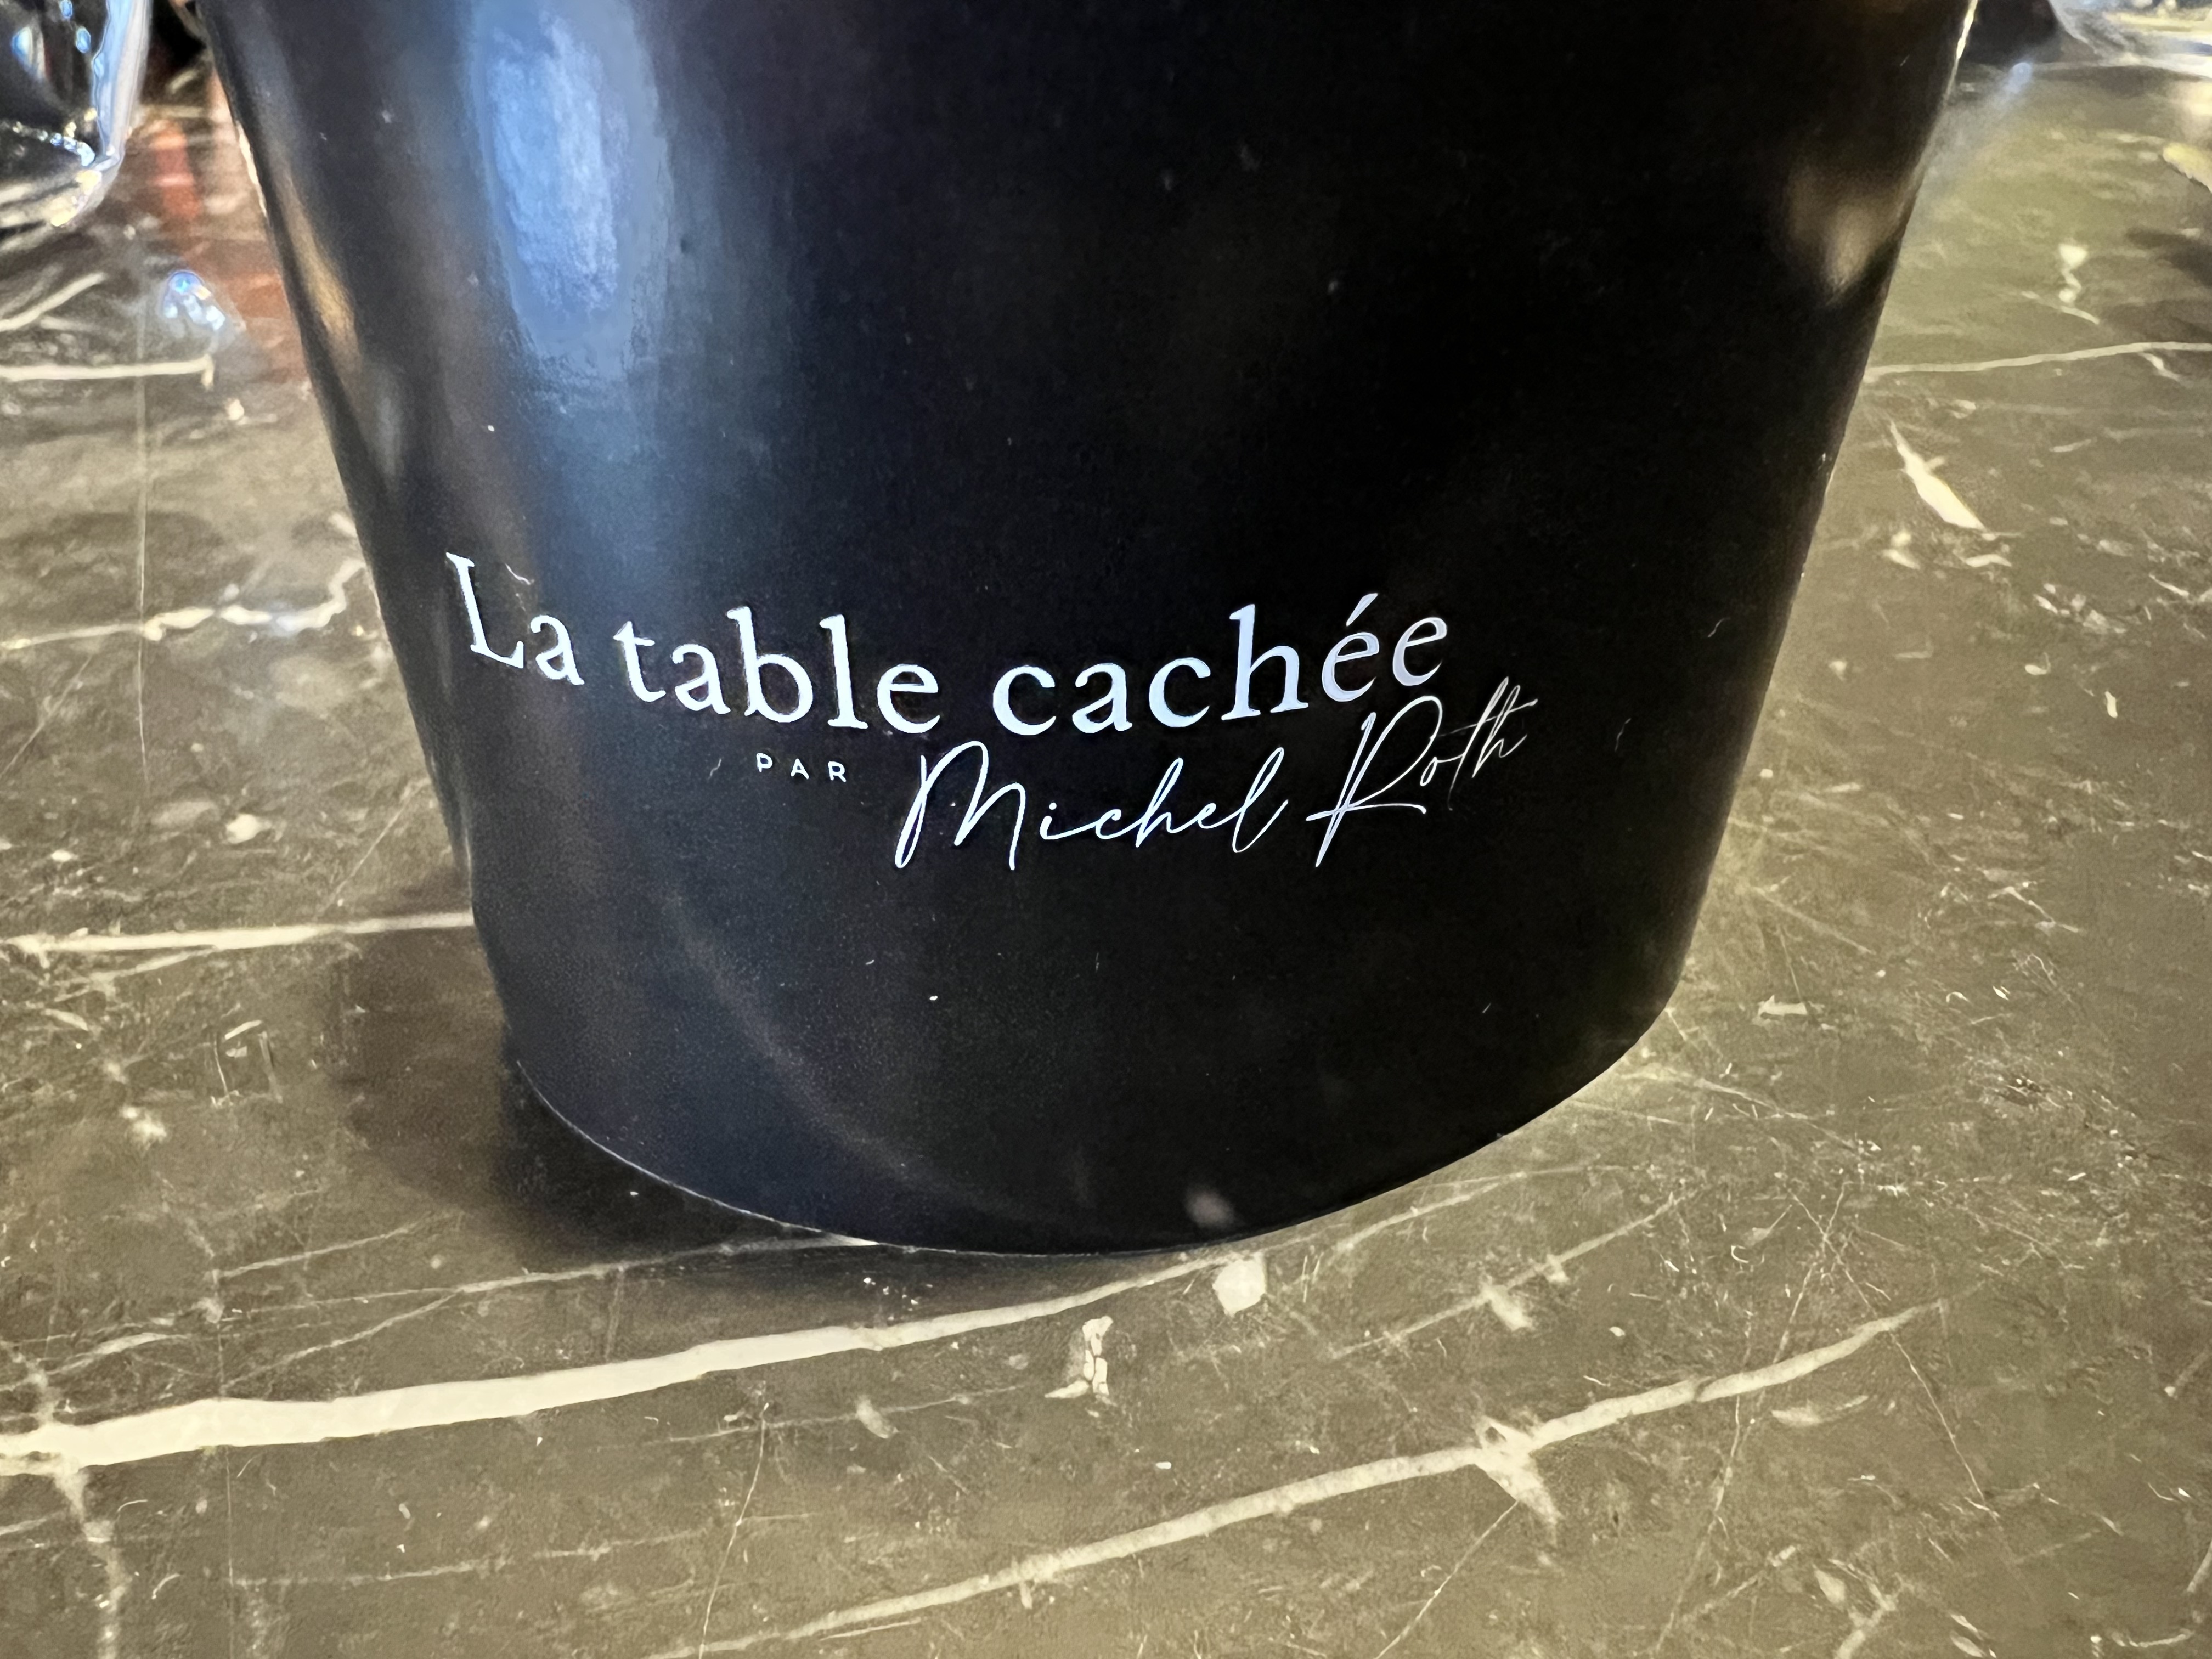 La table cachée
PAR Michel Roth